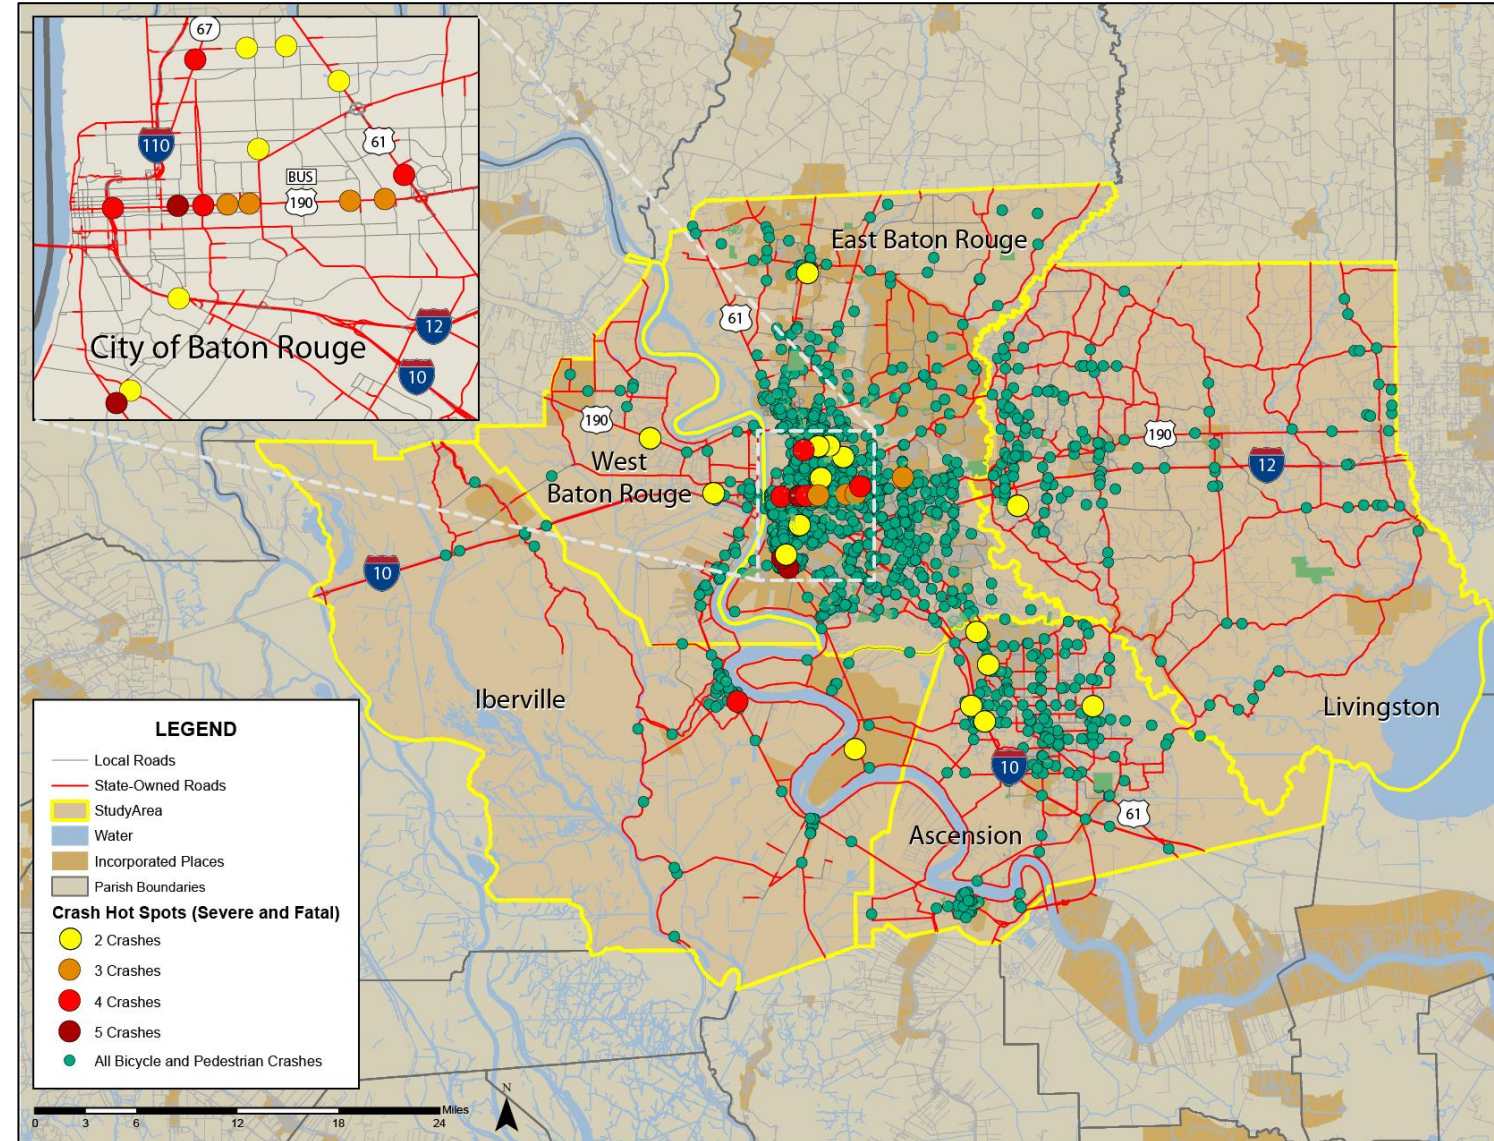 67
110
61
BUS
190
12
City of Baton Rouge
10
East Baton Rouge
61
190
190
West
Baton Rouge
12
10
Iberville
Livingston
10
61
Ascension
LEGEND
Local Roads
State-Owned Roads
StudyArea
Water
Incorporated Places
Parish Boundaries
Crash Hot Spots (Severe and Fatal)
2 Crashes
3 Crashes
4 Crashes
5 Crashes
All Bicycle and Pedestrian Crashes
N
Miles
0 3 6 12 18 24